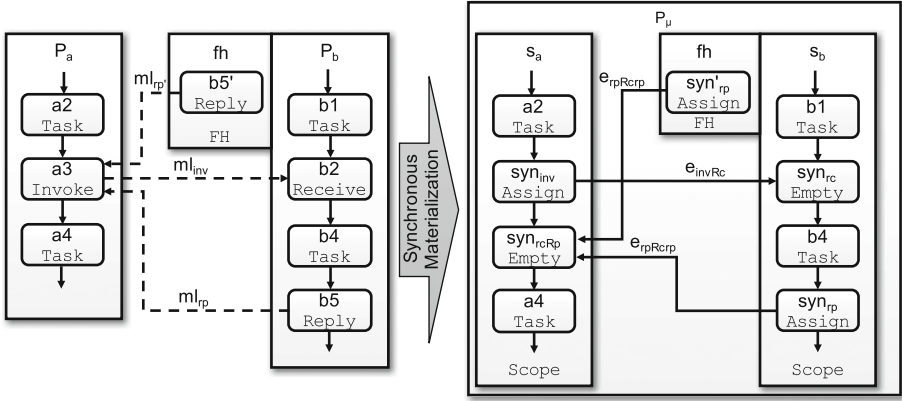 Pₐ
a2
Task
a3
Invoke
a4
Task
mlrp'
fh
b5'
Reply
FH
mlinv
mlrp
Pb
b1
Task
b2
Receive
b4
Task
b5
Reply
Synchronous
Materialization
Pμ
sₐ
a2
Task
syninv
Assign
synrcRp
Empty
a4
Task
Scope
erpRcrp
fh
syn'rp
Assign
FH
einvRc
erpRcrp
sb
b1
Task
synrc
Empty
b4
Task
synrp
Assign
Scope